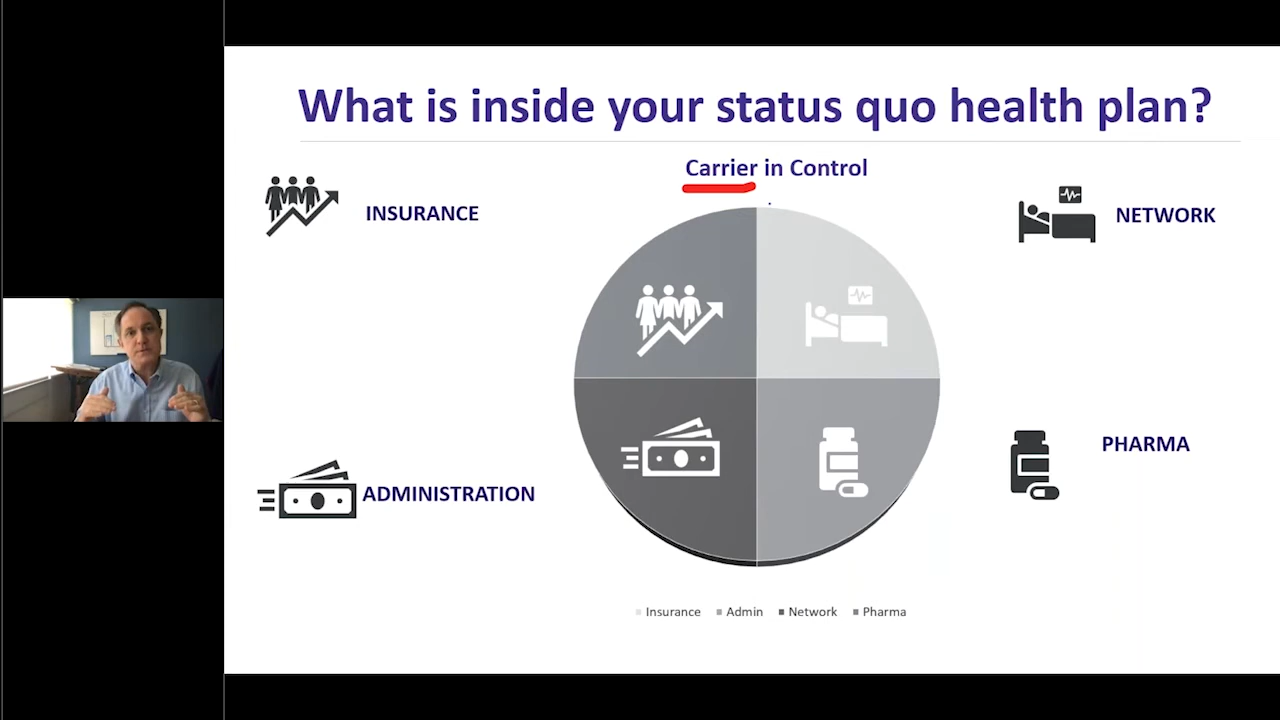 What is inside your status quo health plan?
Carrier in Control
INSURANCE
NETWORK
PHARMA
ADMINISTRATION
Insurance Admin Network Pharma